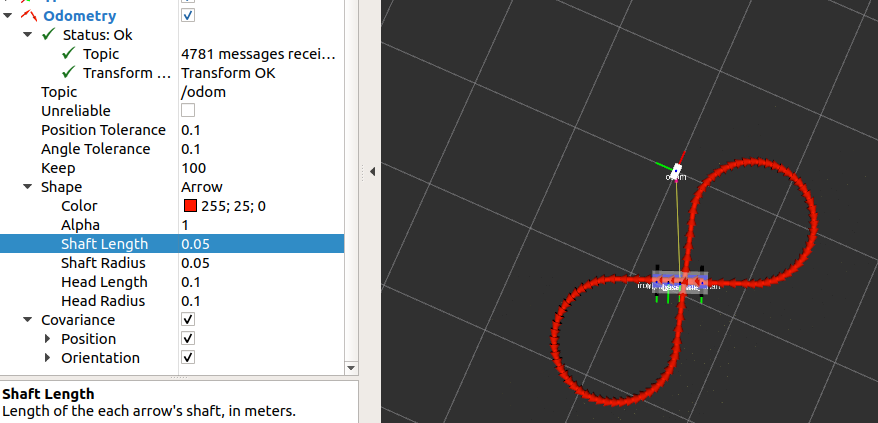 Odometry
Status: Ok
Topic 4781 messages recei...
Transform ... Transform OK
Topic /odom
Unreliable
Position Tolerance 0.1
Angle Tolerance 0.1
Keep 100
Shape Arrow
Color 255; 25; 0
Alpha 1
Shaft Length 0.05
Shaft Radius 0.05
Head Length 0.1
Head Radius 0.1
Covariance
Position
Orientation
Shaft Length
Length of the each arrow's shaft, in meters.
odom